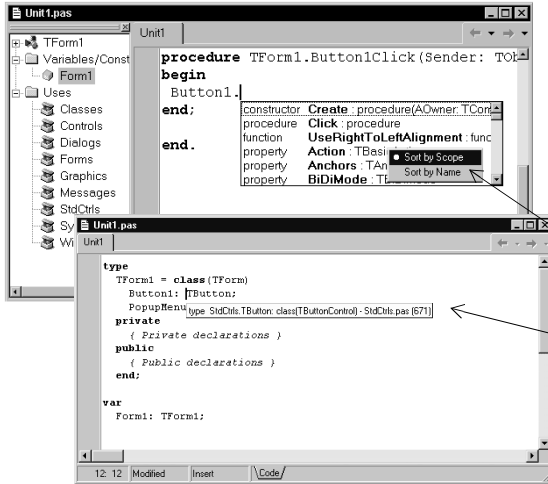 Unit1.pas
TForm1
Variables/Const
Form1
Uses
Classes
Controls
Dialogs
Forms
Graphics
Messages
StdCtrls
Sy
Wi
Unit1
procedure TForm1.Button1Click(Sender: TOb
begin
Button1.
end;
end.
constructor Create : procedure(AOwner: TCom
procedure Click : procedure
function UseRightToLeftAlignment : func
property Action : TBasi
property Anchors : TAn
property BiDiMode : TBiDiMode
Sort by Scope
Sort by Name
Unit1.pas
Unit1
type
TForm1 = class(TForm)
Button1: TButton;
PopupMenu
type StdCtrls.TButton: class(TButtonControl) - StdCtrls.pas (671)
private
{ Private declarations }
public
{ Public declarations }
end;
var
Form1: TForm1;
12: 12 Modified Insert \Code/